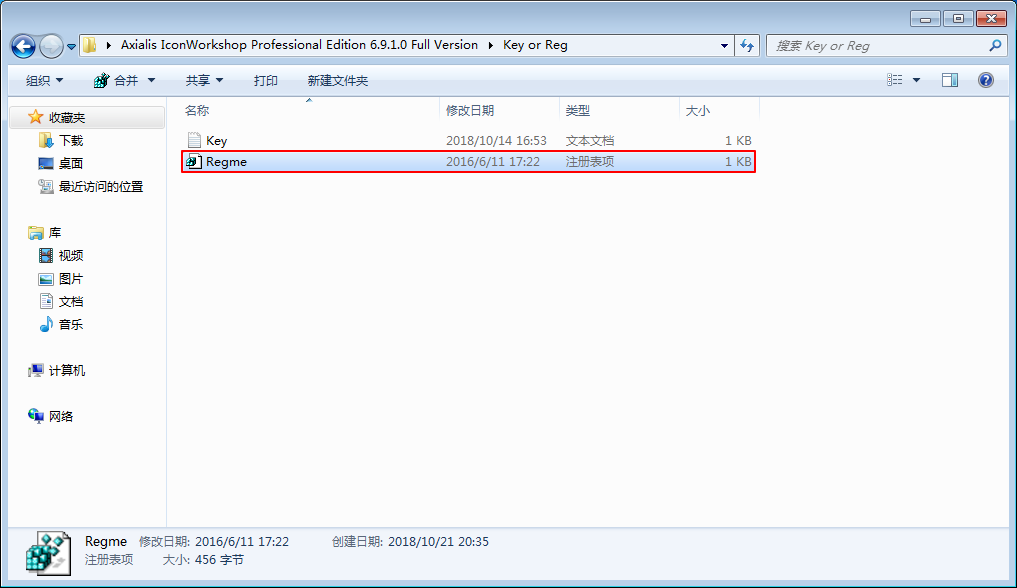 Axialis IconWorkshop Professional Edition 6.9.1.0 Full Version Key or Reg 搜索 Key or Reg
组织 合并 共享 打印 新建文件夹
收藏夹
下载
桌面
最近访问的位置
库
视频
图片
文档
音乐
计算机
网络
名称 修改日期 类型 大小
Key 2018/10/14 16:53 文本文档 1 KB
Regme 2016/6/11 17:22 注册表项 1 KB
Regme 修改日期: 2016/6/11 17:22 创建日期: 2018/10/21 20:35
注册表项 大小: 456 字节